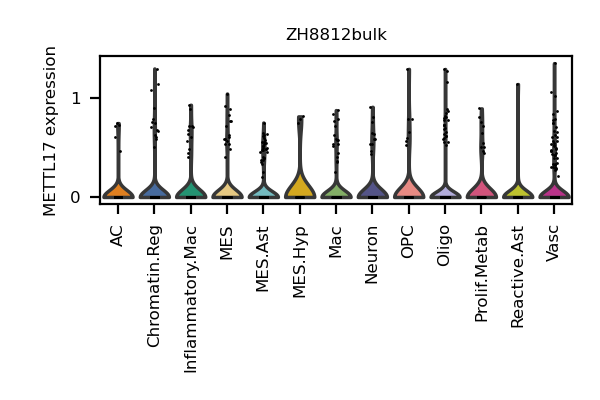 ZH8812bulk
METTL17 expression
1
0
AC
Chromatin.Reg
Inflammatory.Mac
MES
MES.Ast
MES.Hyp
Mac
Neuron
OPC
Oligo
Prolif.Metab
Reactive.Ast
Vasc